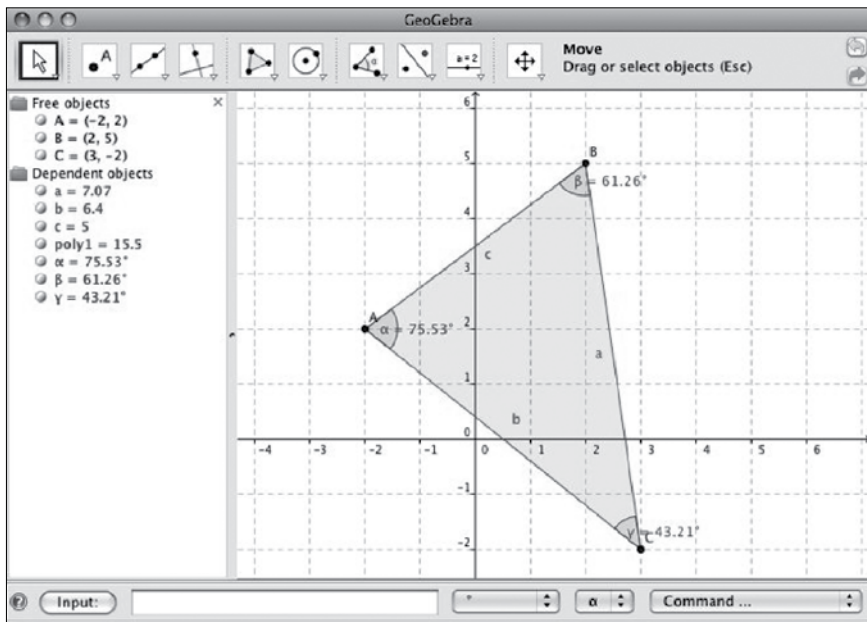 GeoGebra
A
α
a=2
Move
Drag or select objects (Esc)
Free objects
A = (-2, 2)
B = (2, 5)
C = (3, -2)
Dependent objects
a = 7.07
b = 6.4
c = 5
poly1 = 15.5
α = 75.53°
β = 61.26°
γ = 43.21°
6
B
5
β = 61.26°
4
c
3
A
2
α = 75.53°
a
1
b
0
-4 -3 -2 -1 0 1 2 3 4 5 6
-1
γ = 43.21°
C
-2
? Input: ° α Command ...